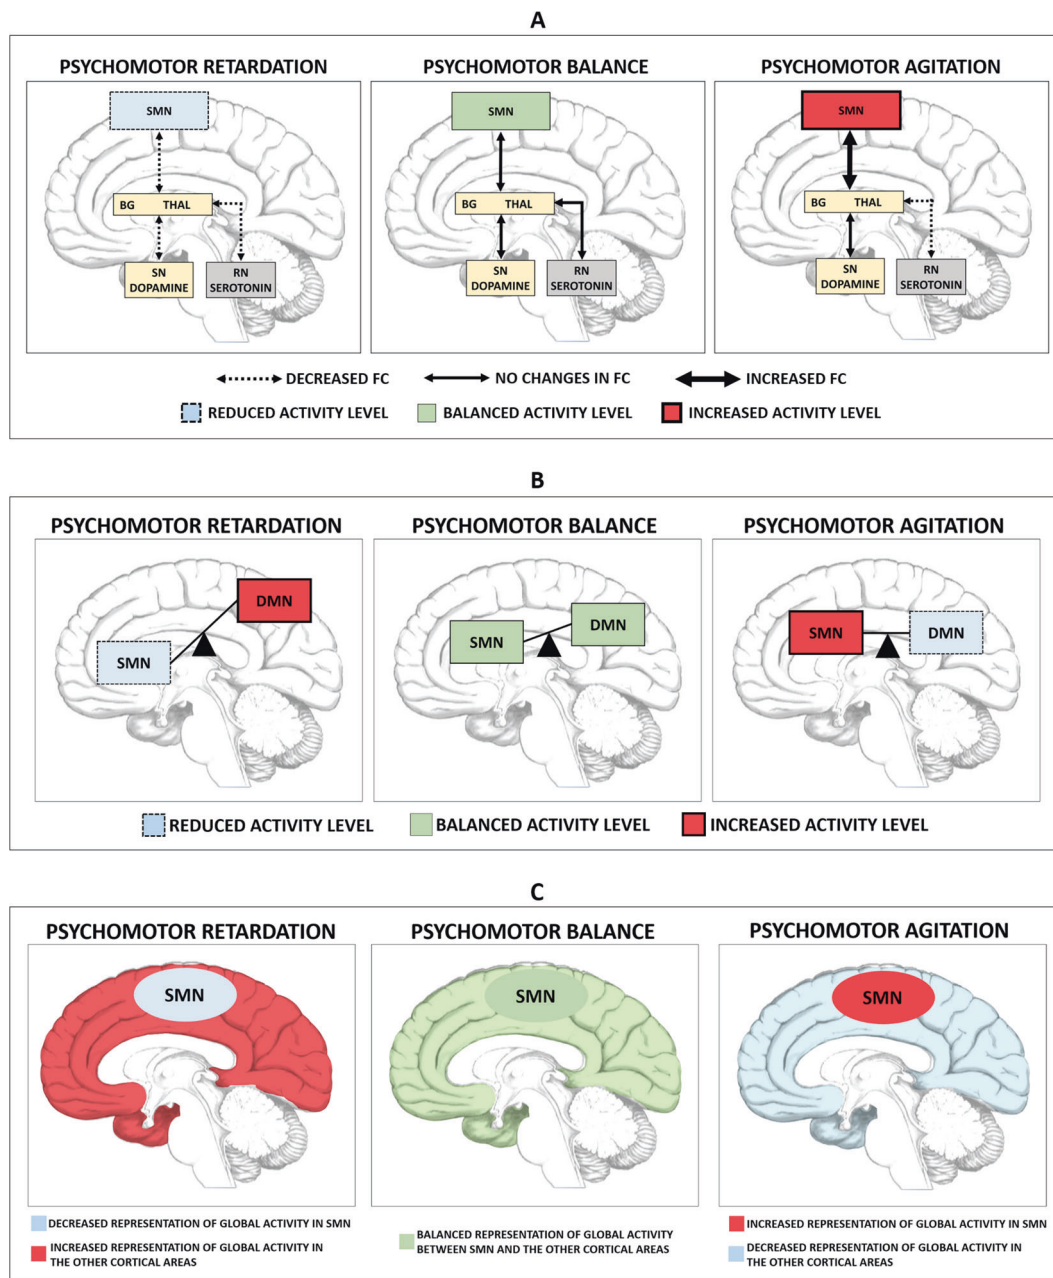 A
PSYCHOMOTOR RETARDATION
PSYCHOMOTOR BALANCE
PSYCHOMOTOR AGITATION
SMN
BG THAL
SN
DOPAMINE
RN
SEROTONIN
SMN
BG THAL
SN
DOPAMINE
RN
SEROTONIN
SMN
BG THAL
SN
DOPAMINE
RN
SEROTONIN
DECREASED FC
NO CHANGES IN FC
INCREASED FC
REDUCED ACTIVITY LEVEL
BALANCED ACTIVITY LEVEL
INCREASED ACTIVITY LEVEL
B
PSYCHOMOTOR RETARDATION
PSYCHOMOTOR BALANCE
PSYCHOMOTOR AGITATION
DMN
SMN
SMN
DMN
SMN
DMN
REDUCED ACTIVITY LEVEL
BALANCED ACTIVITY LEVEL
INCREASED ACTIVITY LEVEL
C
PSYCHOMOTOR RETARDATION
PSYCHOMOTOR BALANCE
PSYCHOMOTOR AGITATION
SMN
SMN
SMN
DECREASED REPRESENTATION OF GLOBAL ACTIVITY IN SMN
INCREASED REPRESENTATION OF GLOBAL ACTIVITY IN
THE OTHER CORTICAL AREAS
BALANCED REPRESENTATION OF GLOBAL ACTIVITY
BETWEEN SMN AND THE OTHER CORTICAL AREAS
INCREASED REPRESENTATION OF GLOBAL ACTIVITY IN SMN
DECREASED REPRESENTATION OF GLOBAL ACTIVITY IN
THE OTHER CORTICAL AREAS